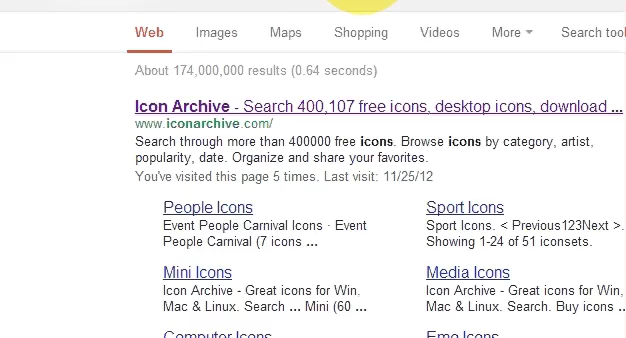 Web Images Maps Shopping Videos More Search tool
About 174,000,000 results (0.64 seconds)
Icon Archive - Search 400,107 free icons, desktop icons, download ...
www.iconarchive.com/
Search through more than 400000 free icons. Browse icons by category, artist,
popularity, date. Organize and share your favorites.
You've visited this page 5 times. Last visit: 11/25/12
People Icons
Event People Carnival Icons · Event
People Carnival (7 icons ...
Sport Icons
Sport Icons. < Previous123Next >.
Showing 1-24 of 51 iconsets.
Mini Icons
Icon Archive - Great icons for Win,
Mac & Linux. Search ... Mini (60 ...
Media Icons
Icon Archive - Great icons for Win,
Mac & Linux. Search. Buy icons ...
Computer Icons
Emo Icons